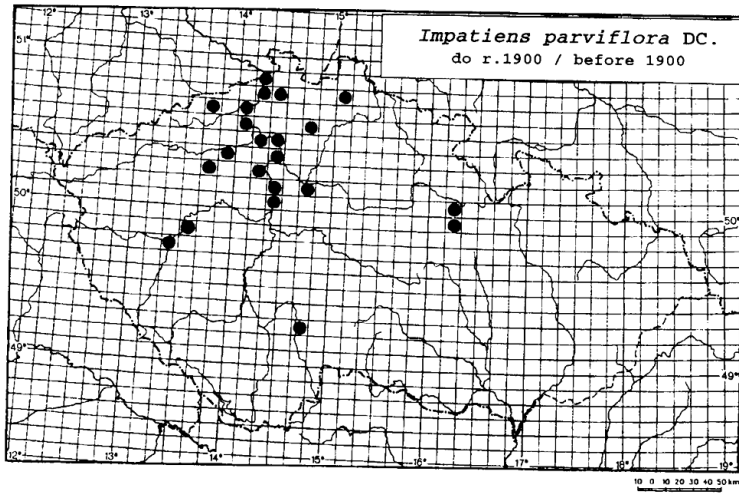 12° 13° 14° 15°
Impatiens parviflora DC.
do r.1900 / before 1900
51°
50° 50°
49° 49°
12° 13° 14° 15° 16° 17° 18° 19°
10 0 10 20 30 40 50 km